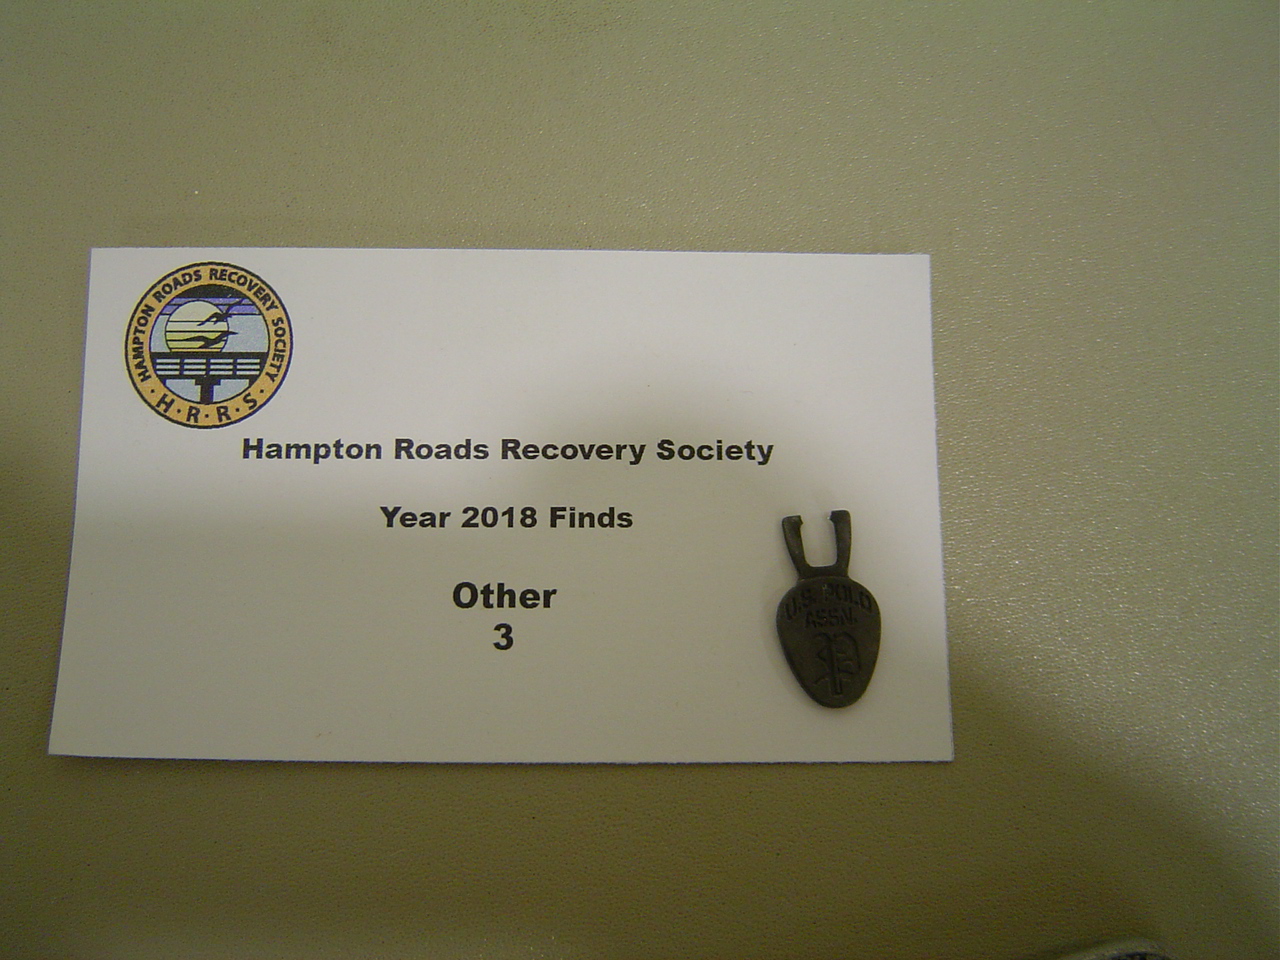 HAMPTON ROADS RECOVERY SOCIETY
· H · R · R · S ·
Hampton Roads Recovery Society
Year 2018 Finds
Other
3
U.S. POLO
ASSN.